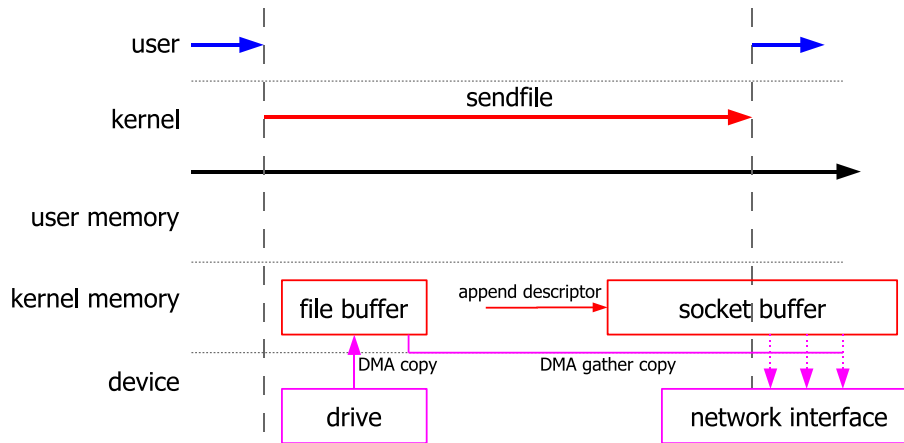 user
sendfile
kernel
user memory
kernel memory
file buffer
append descriptor
socket buffer
DMA copy
DMA gather copy
device
drive
network interface